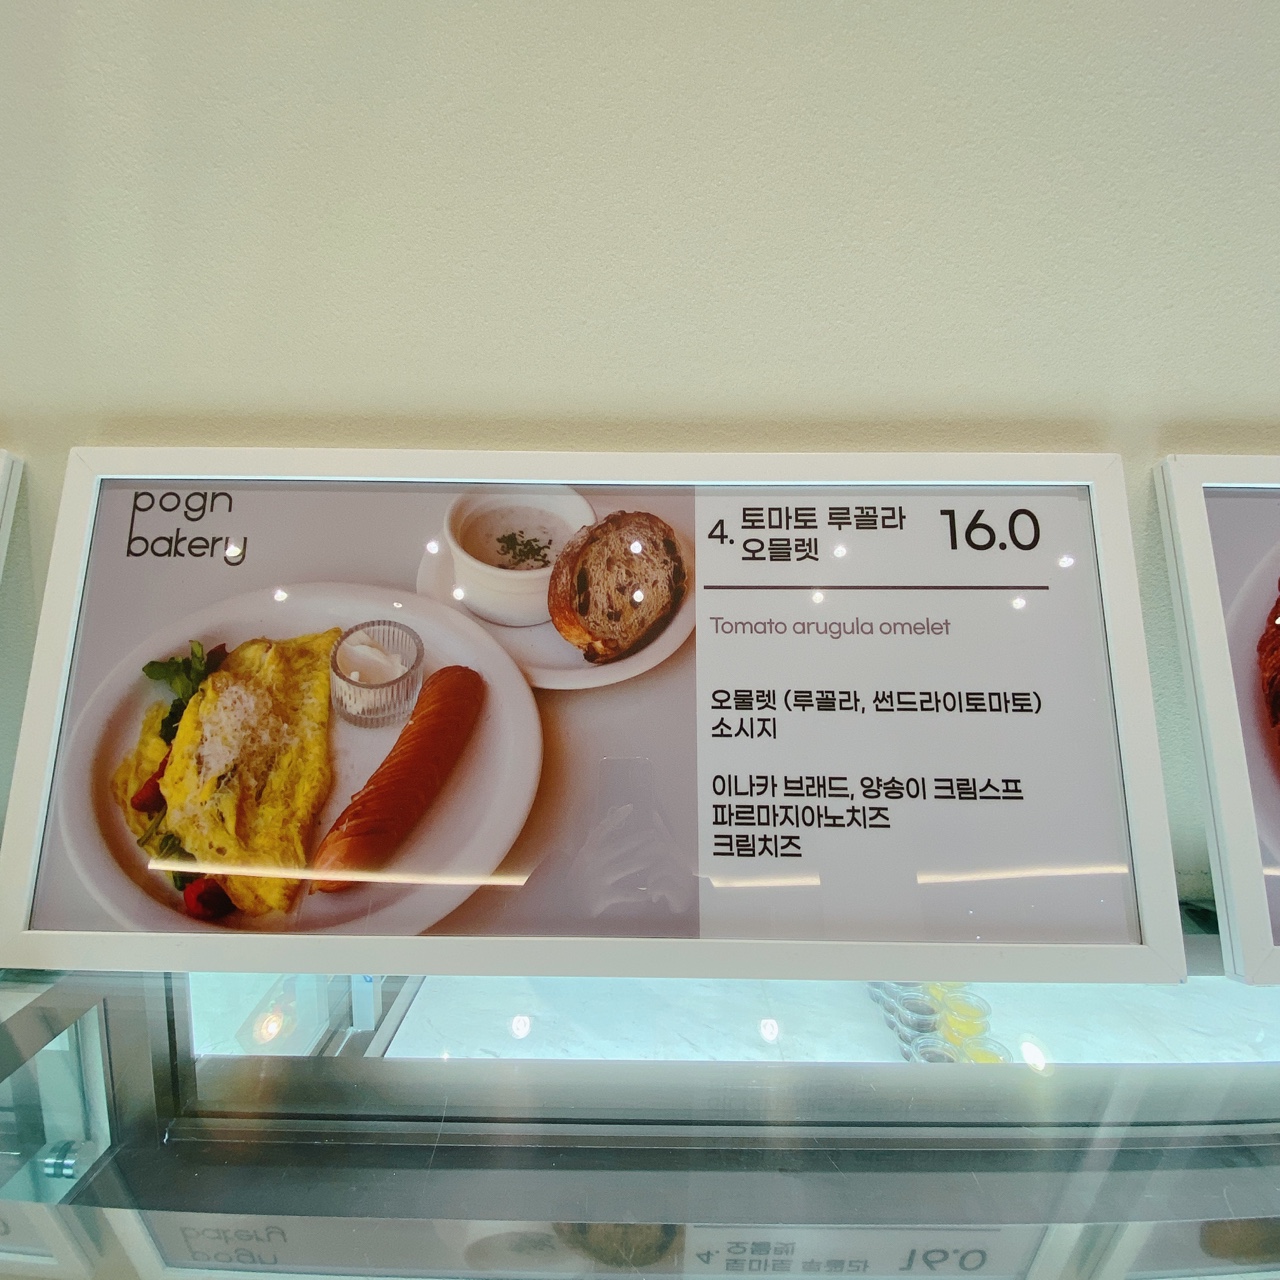 pogn
bakery
4. 토마토 루꼴라
오믈렛
16.0
Tomato arugula omelet
오물렛 (루꼴라, 썬드라이토마토)
소시지
이나카 브래드, 양송이 크림스프
파르마지아노치즈
크림치즈